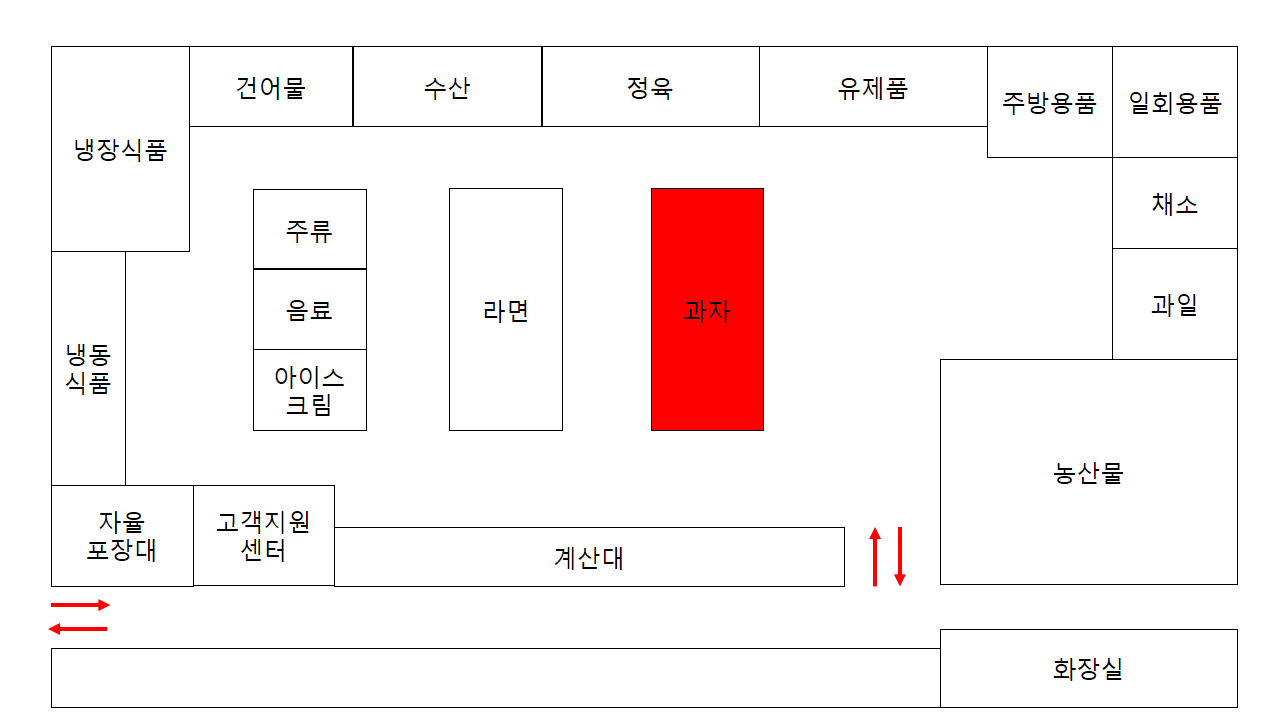 건어물
수산
정육
유제품
주방용품
일회용품
냉장식품
채소
주류
음료
라면
과자
과일
냉동
식품
아이스
크림
농산물
자율
포장대
고객지원
센터
계산대
화장실